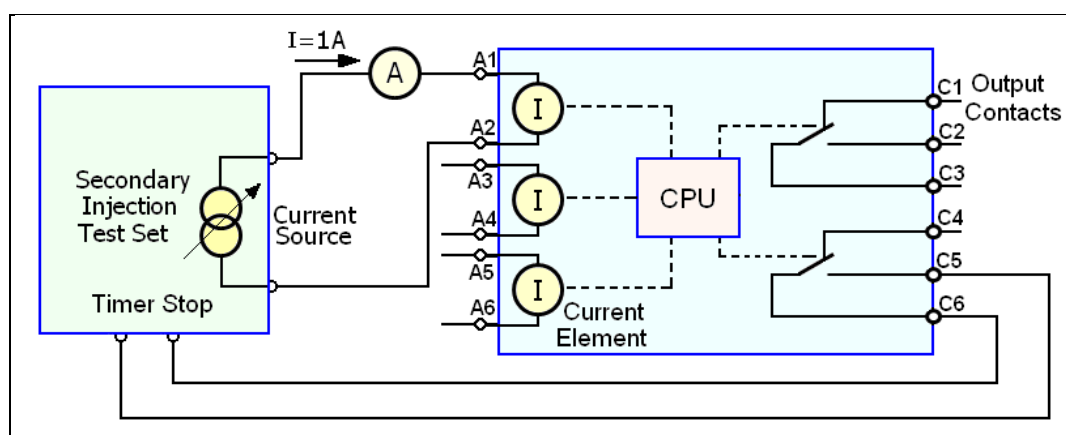 I=1A
A
A1
I
A2
A3
I
A4
A5
I
A6
Secondary
Injection
Test Set
Current
Source
Timer Stop
Current
Element
CPU
C1
Output
Contacts
C2
C3
C4
C5
C6